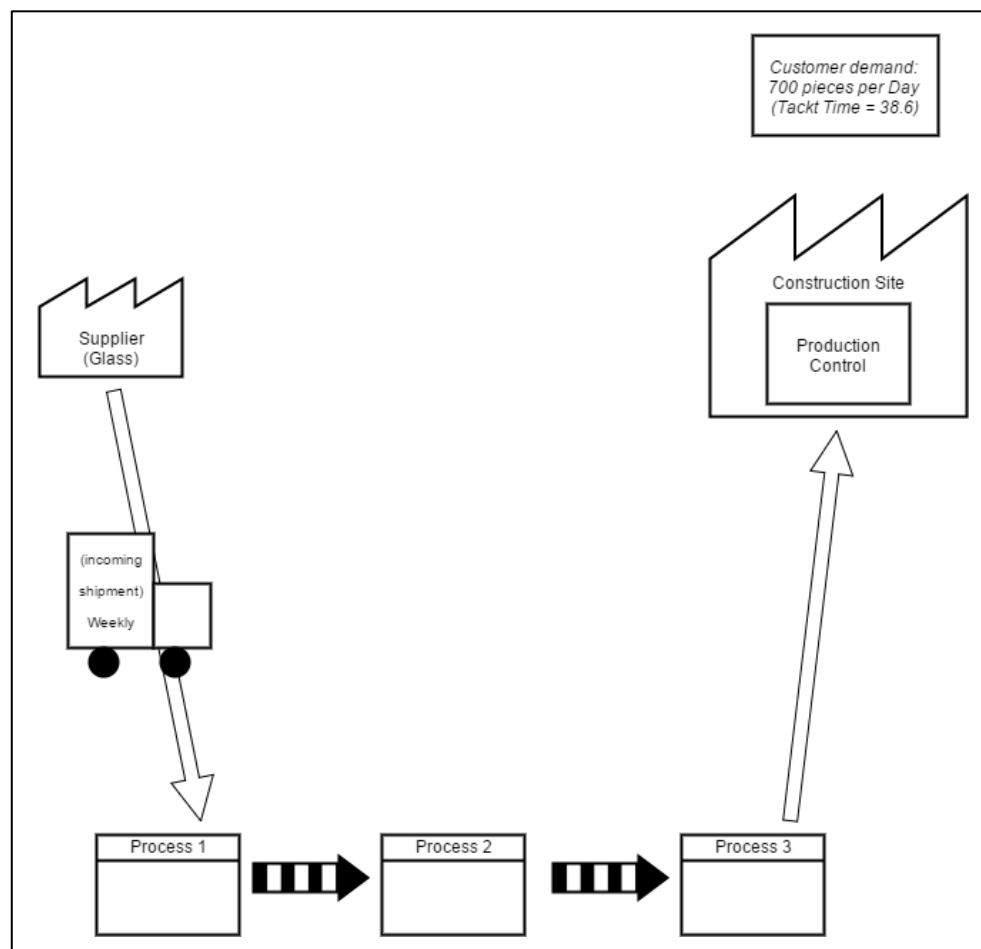 Customer demand:
700 pieces per Day
(Tackt Time = 38.6)
Construction Site
Production
Control
Supplier
(Glass)
(incoming
shipment)
Weekly
Process 1
Process 2
Process 3